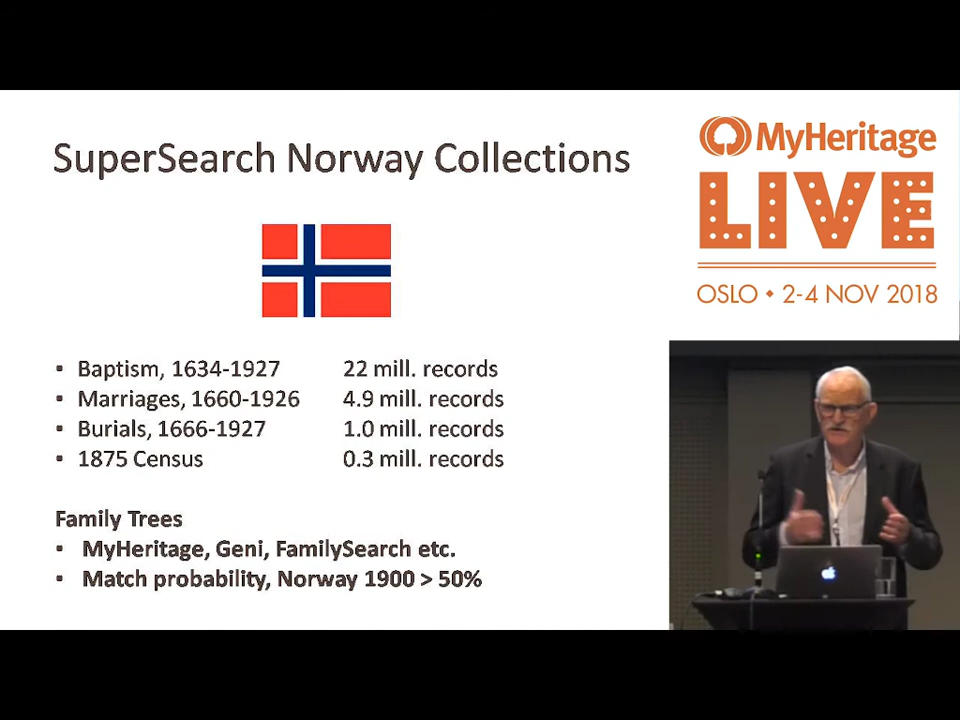 SuperSearch Norway Collections
▪ Baptism, 1634-1927 22 mill. records
▪ Marriages, 1660-1926 4.9 mill. records
▪ Burials, 1666-1927 1.0 mill. records
▪ 1875 Census 0.3 mill. records
Family Trees
• MyHeritage, Geni, FamilySearch etc.
• Match probability, Norway 1900 > 50%
MyHeritage
LIVE
OSLO • 2-4 NOV 2018